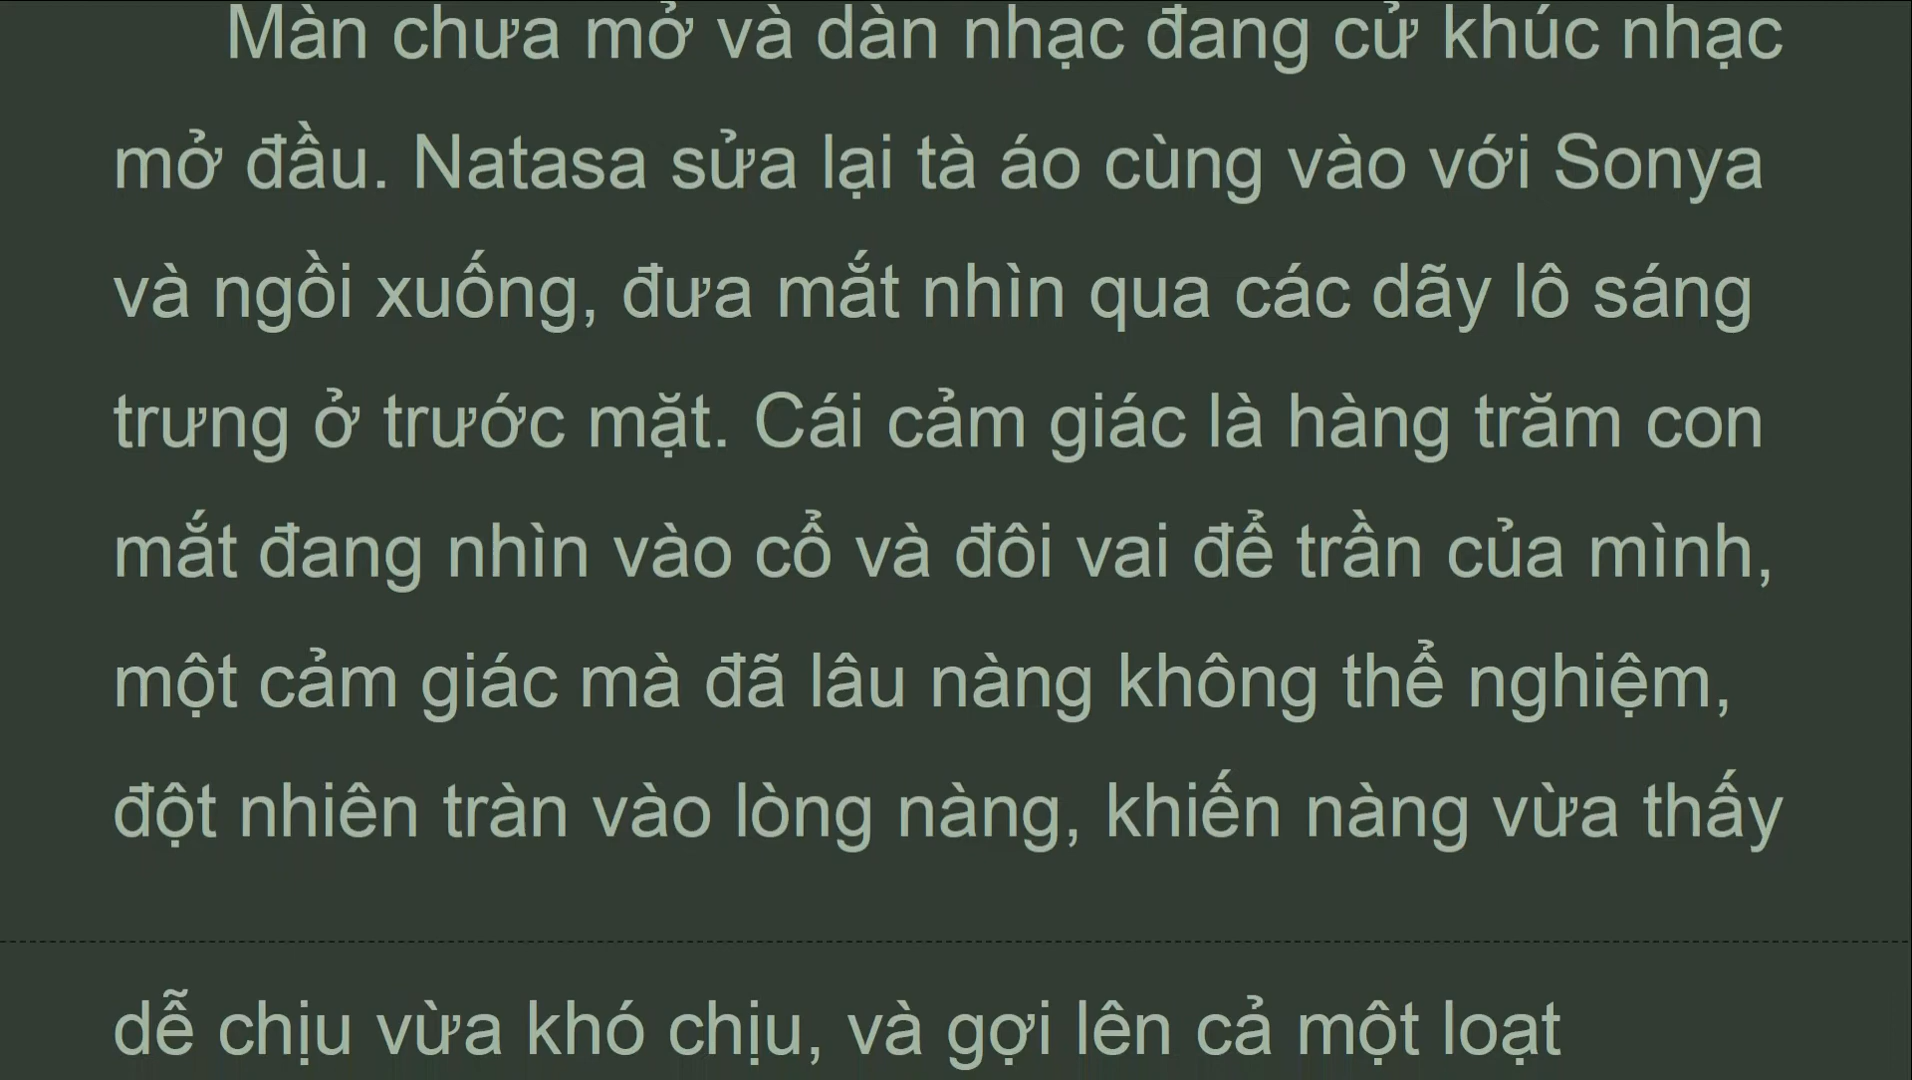 Màn chưa mở và dàn nhạc đang cử khúc nhạc
mở đầu. Natasa sửa lại tà áo cùng vào với Sonya
và ngồi xuống, đưa mắt nhìn qua các dãy lô sáng
trưng ở trước mặt. Cái cảm giác là hàng trăm con
mắt đang nhìn vào cổ và đôi vai để trần của mình,
một cảm giác mà đã lâu nàng không thể nghiệm,
đột nhiên tràn vào lòng nàng, khiến nàng vừa thấy
dễ chịu vừa khó chịu, và gợi lên cả một loạt